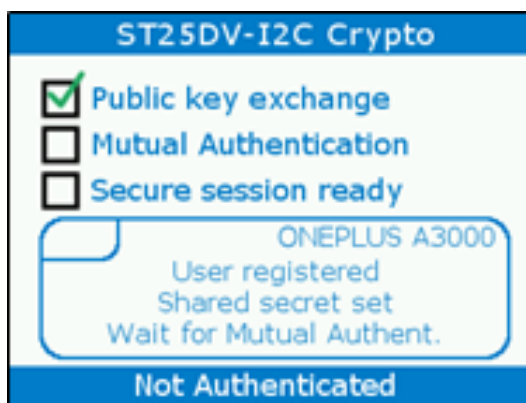 ST25DV-I2C Crypto
Public key exchange
Mutual Authentication
Secure session ready
ONEPLUS A3000
User registered
Shared secret set
Wait for Mutual Authent.
Not Authenticated